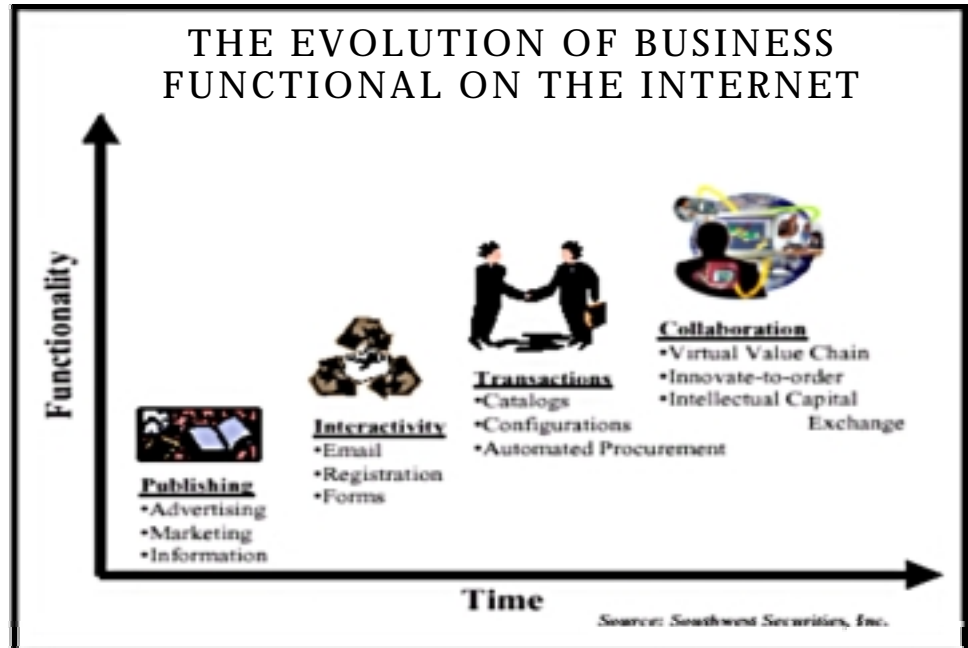 THE EVOLUTION OF BUSINESS
FUNCTIONAL ON THE INTERNET
Functionality
Publishing
•Advertising
•Marketing
•Information
Interactivity
•Email
•Registration
•Forms
Transactions
•Catalogs
•Configurations
•Automated Procurement
Collaboration
•Virtual Value Chain
•Innovate-to-order
•Intellectual Capital
Exchange
Time
Source: Southwest Securities, Inc.